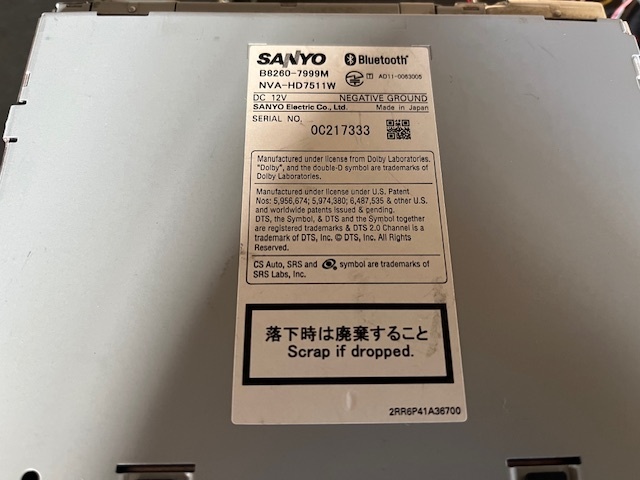 SANYO Bluetooth®
B8260-7999M
NVA-HD7511W
T AD11-0083005
DC 12V NEGATIVE GROUND
SANYO Electric Co., Ltd. Made in Japan
SERIAL NO.
0C217333
Manufactured under license from Dolby Laboratories.
"Dolby", and the double-D symbol are trademarks of
Dolby Laboratories.
Manufactured under license under U.S. Patent
Nos: 5,956,674; 5,974,380; 6,487,535 & other U.S.
and worldwide patents issued & pending.
DTS, the Symbol, & DTS and the Symbol together
are registered trademarks & DTS 2.0 Channel is a
trademark of DTS, Inc. © DTS, Inc. All Rights
Reserved.
CS Auto, SRS and symbol are trademarks of
SRS Labs, Inc.
落下時は廃棄すること
Scrap if dropped.
2RR6P41A36700